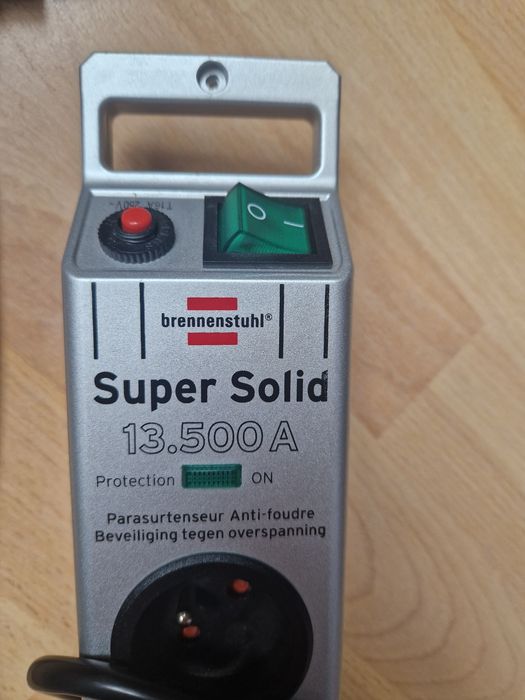 T16A 250V~
O I
brennenstuhl®
Super Solid
13.500 A
Protection ON
Parasurtenseur Anti-foudre
Beveiliging tegen overspanning